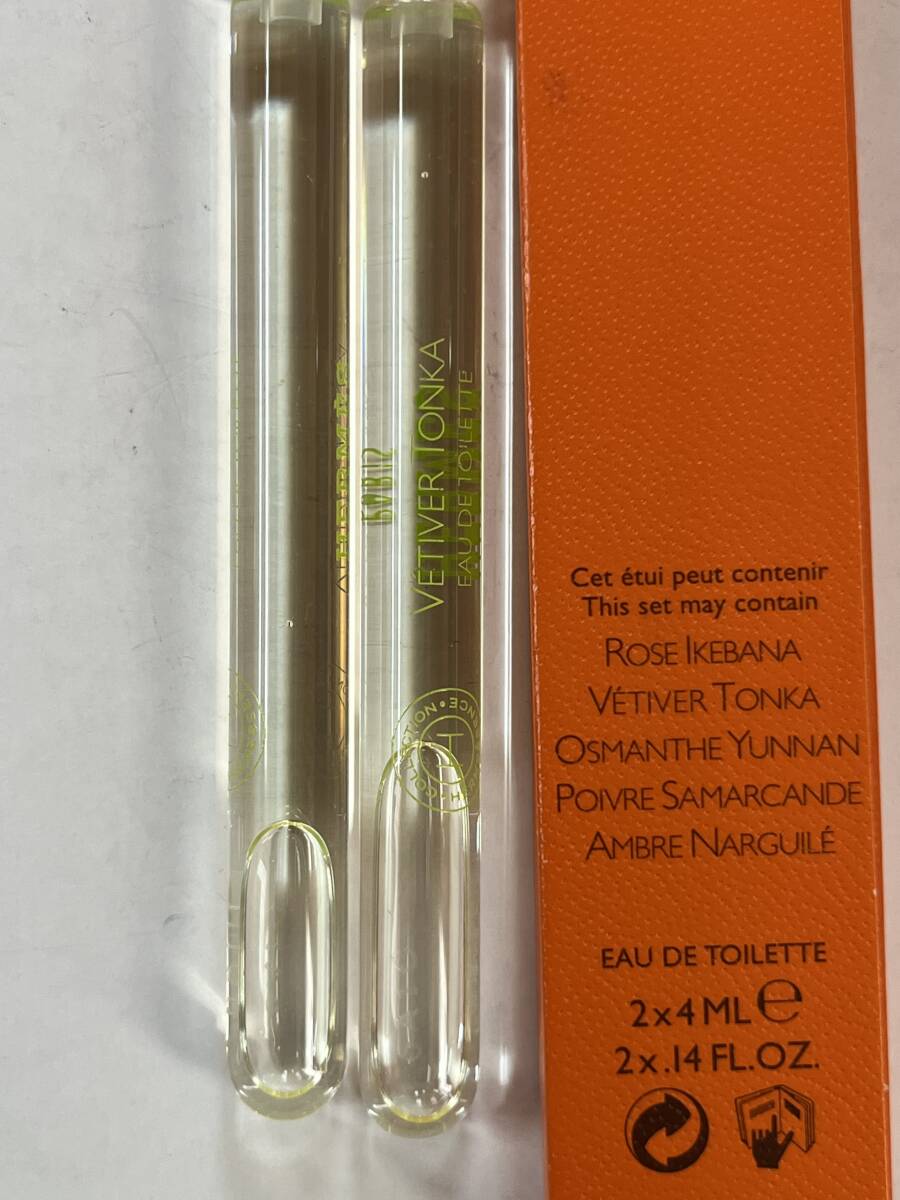 VÉTIVER TONKA
EAU DE TOILETTE
H
Cet étui peut contenir
This set may contain
ROSE IKEBANA
VÉTIVER TONKA
OSMANTHE YUNNAN
POIVRE SAMARCANDE
AMBRE NARGUILÉ
EAU DE TOILETTE
2x4 ML e
2x.14 FL.OZ.